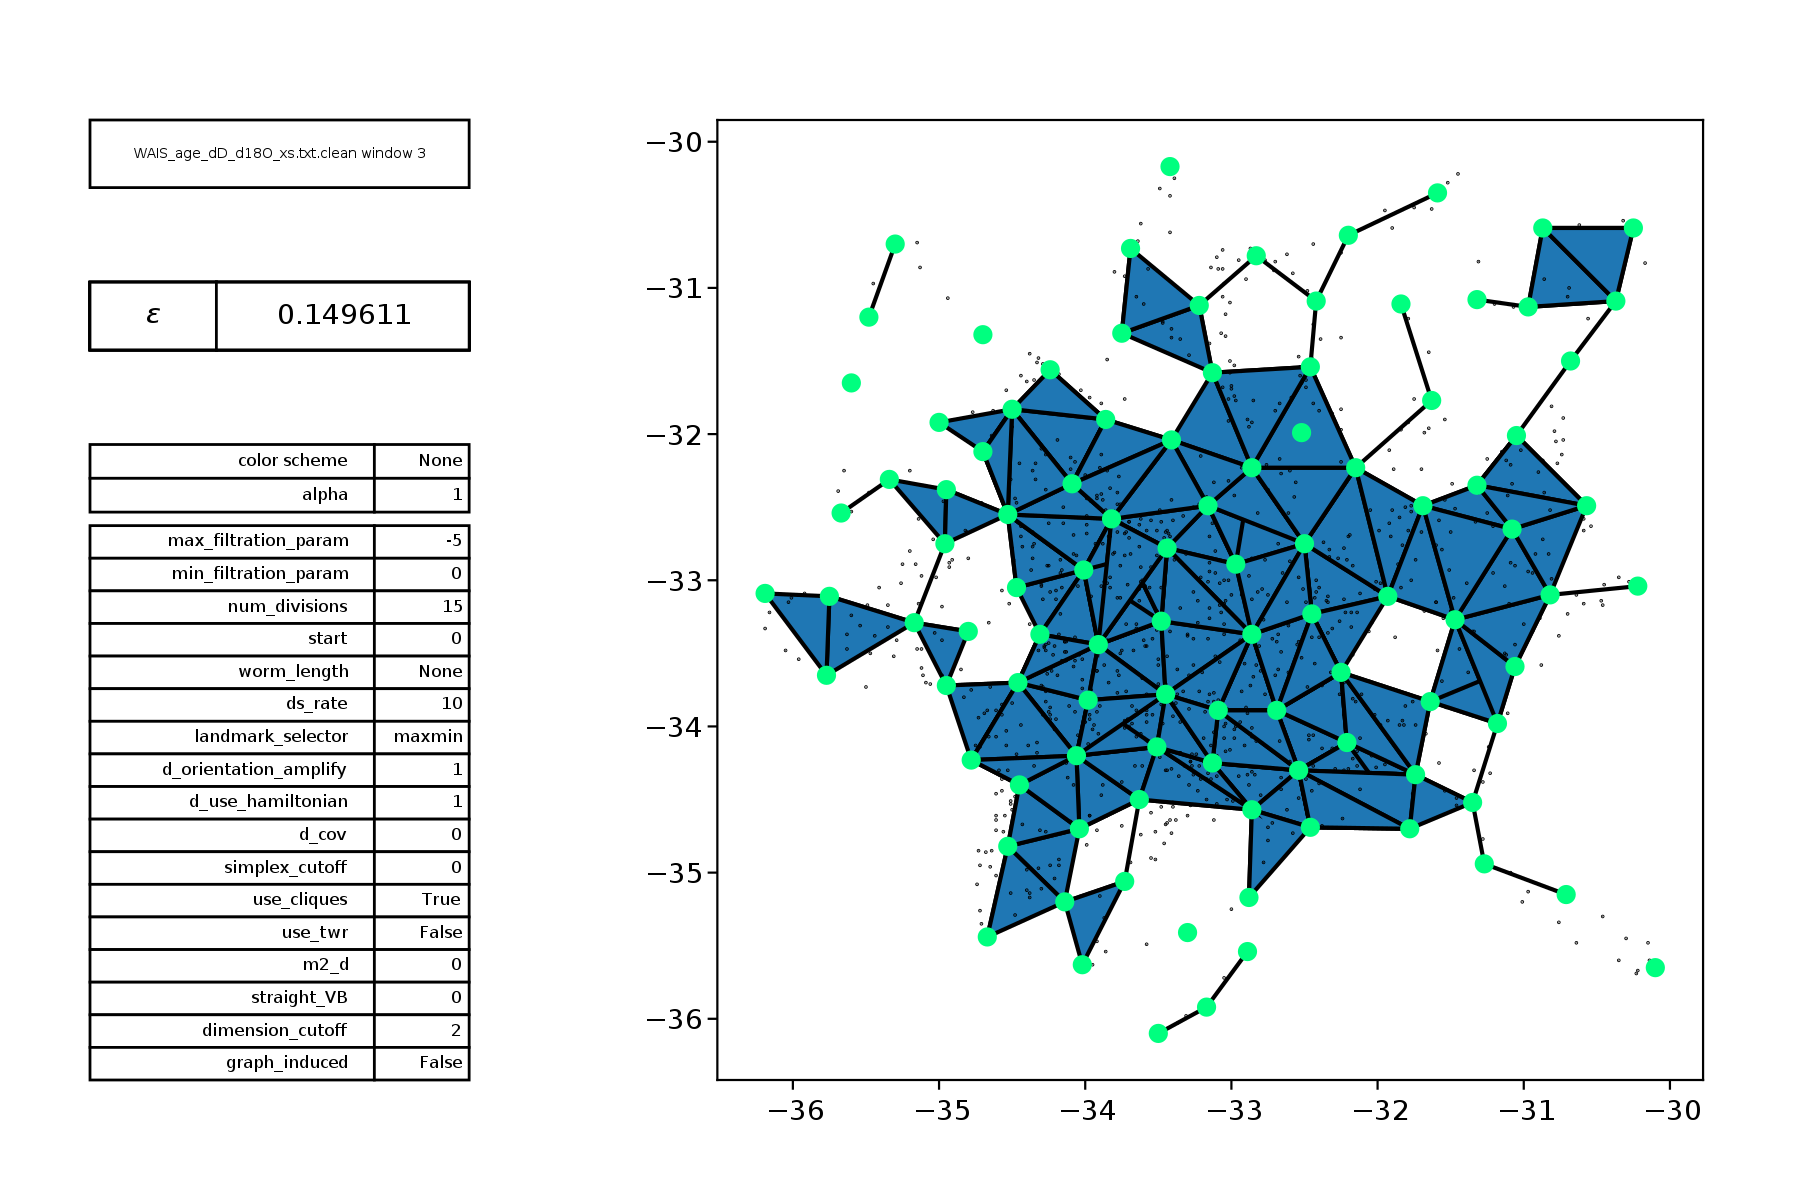 WAIS_age_dD_d18O_xs.txt.clean window 3
ε 0.149611
color scheme None
alpha 1
max_filtration_param -5
min_filtration_param 0
num_divisions 15
start 0
worm_length None
ds_rate 10
landmark_selector maxmin
d_orientation_amplify 1
d_use_hamiltonian 1
d_cov 0
simplex_cutoff 0
use_cliques True
use_twr False
m2_d 0
straight_VB 0
dimension_cutoff 2
graph_induced False
−30
−31
−32
−33
−34
−35
−36
−36 −35 −34 −33 −32 −31 −30